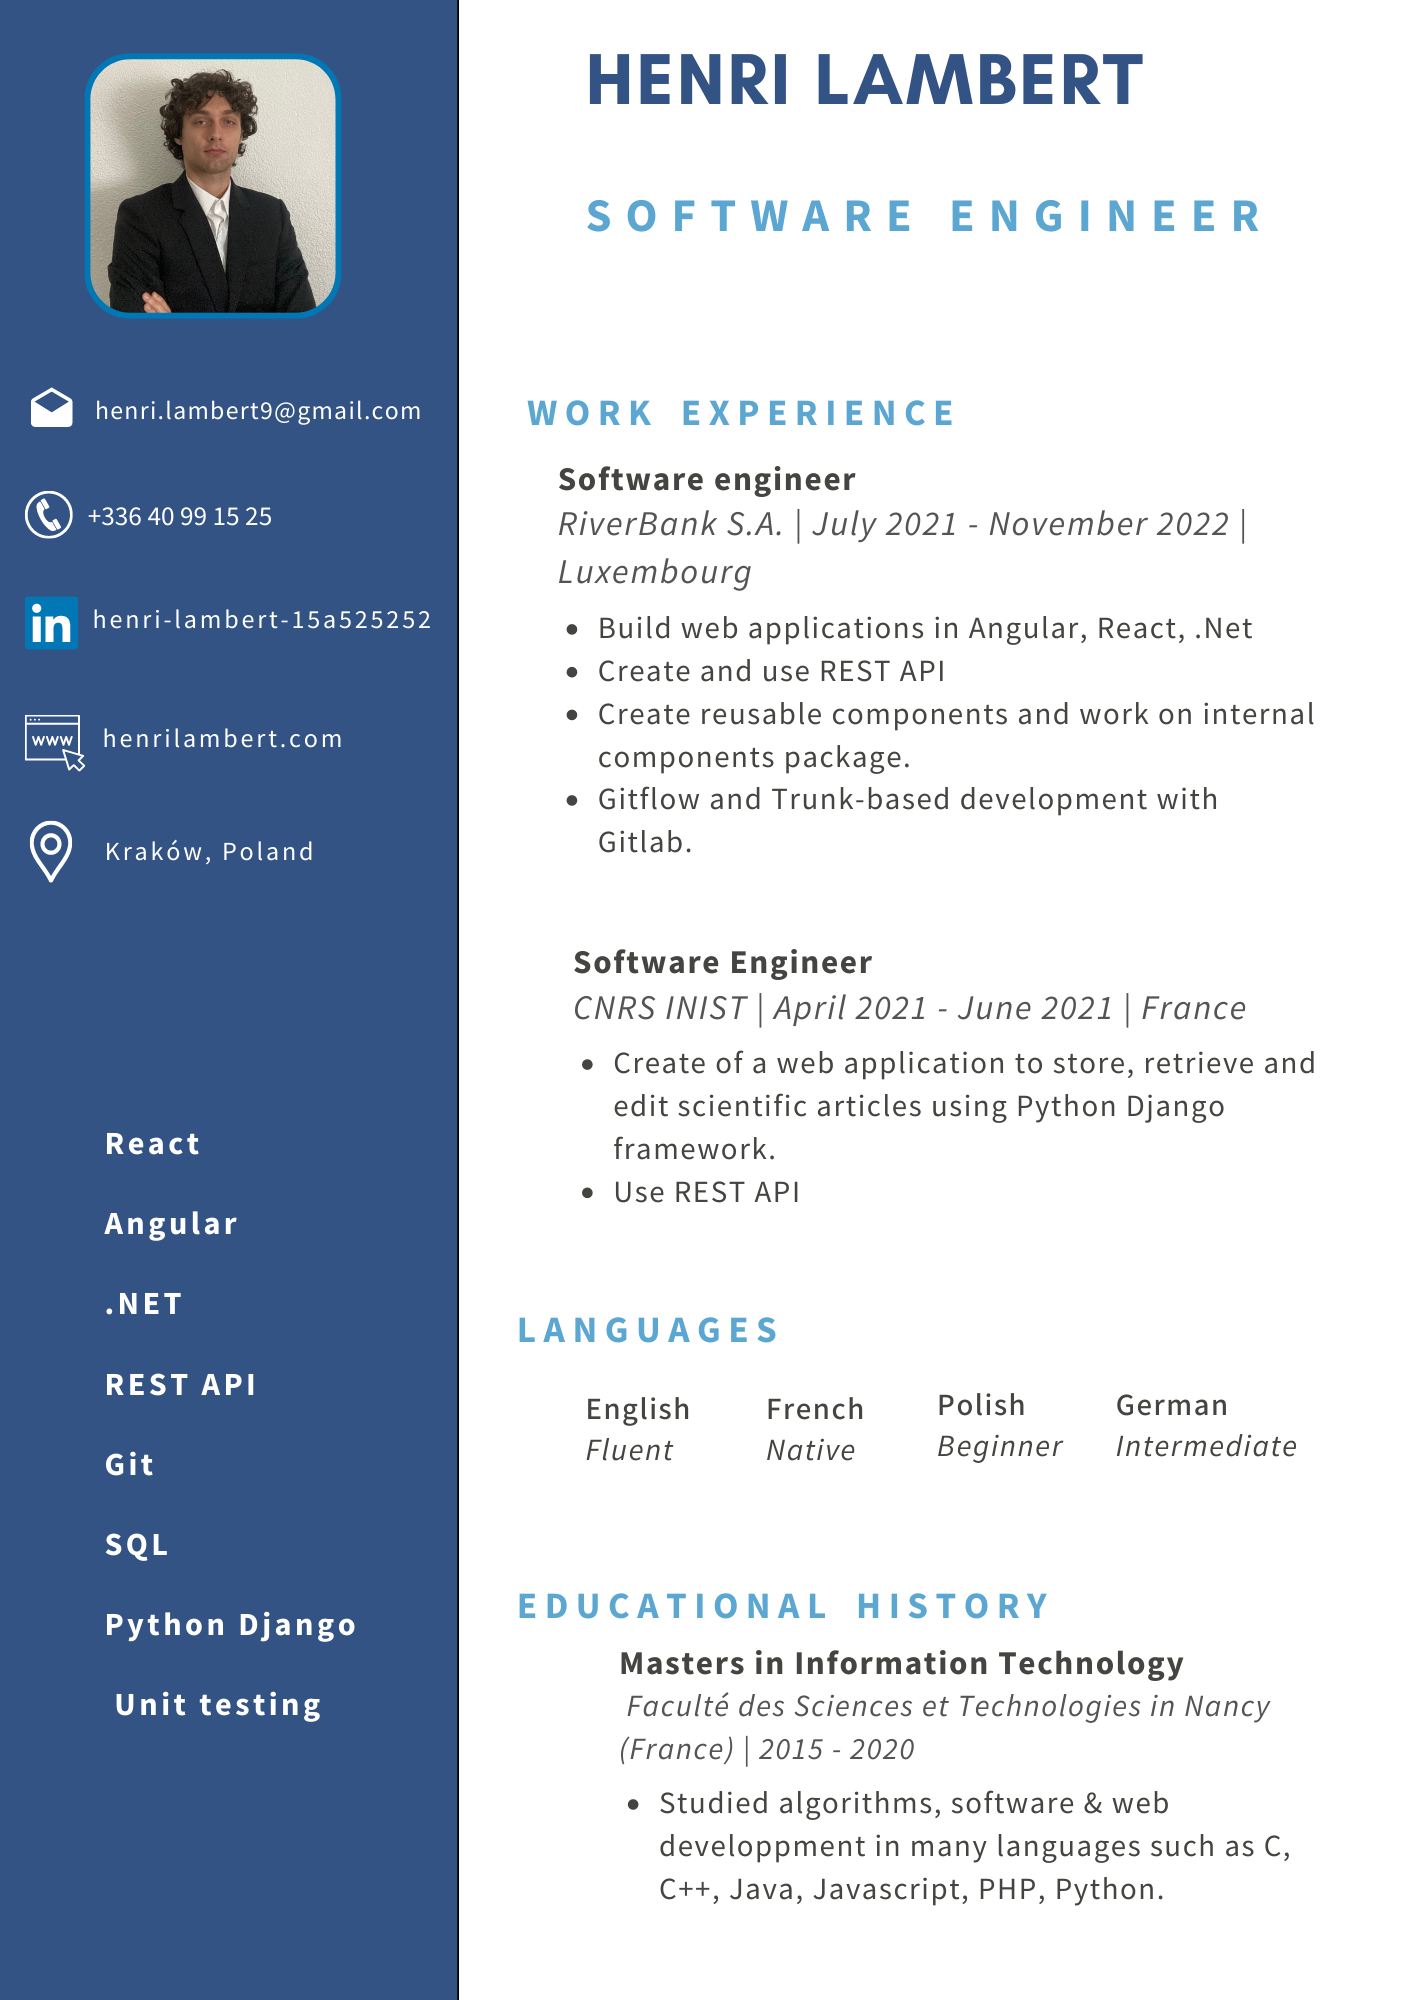 HENRI LAMBERT
SOFTWARE ENGINEER
henri.lambert9@gmail.com
+336 40 99 15 25
henri-lambert-15a525252
www
henrilambert.com
Kraków, Poland
React
Angular
.NET
REST API
Git
SQL
Python Django
Unit testing
WORK EXPERIENCE
Software engineer
RiverBank S.A. | July 2021 - November 2022 |
Luxembourg
• Build web applications in Angular, React, .Net
• Create and use REST API
• Create reusable components and work on internal
components package.
• Gitflow and Trunk-based development with
Gitlab.
Software Engineer
CNRS INIST | April 2021 - June 2021 | France
• Create of a web application to store, retrieve and
edit scientific articles using Python Django
framework.
• Use REST API
LANGUAGES
English
Fluent
French
Native
Polish
Beginner
German
Intermediate
EDUCATIONAL HISTORY
Masters in Information Technology
Faculté des Sciences et Technologies in Nancy
(France) | 2015 - 2020
• Studied algorithms, software & web
developpment in many languages such as C,
C++, Java, Javascript, PHP, Python.